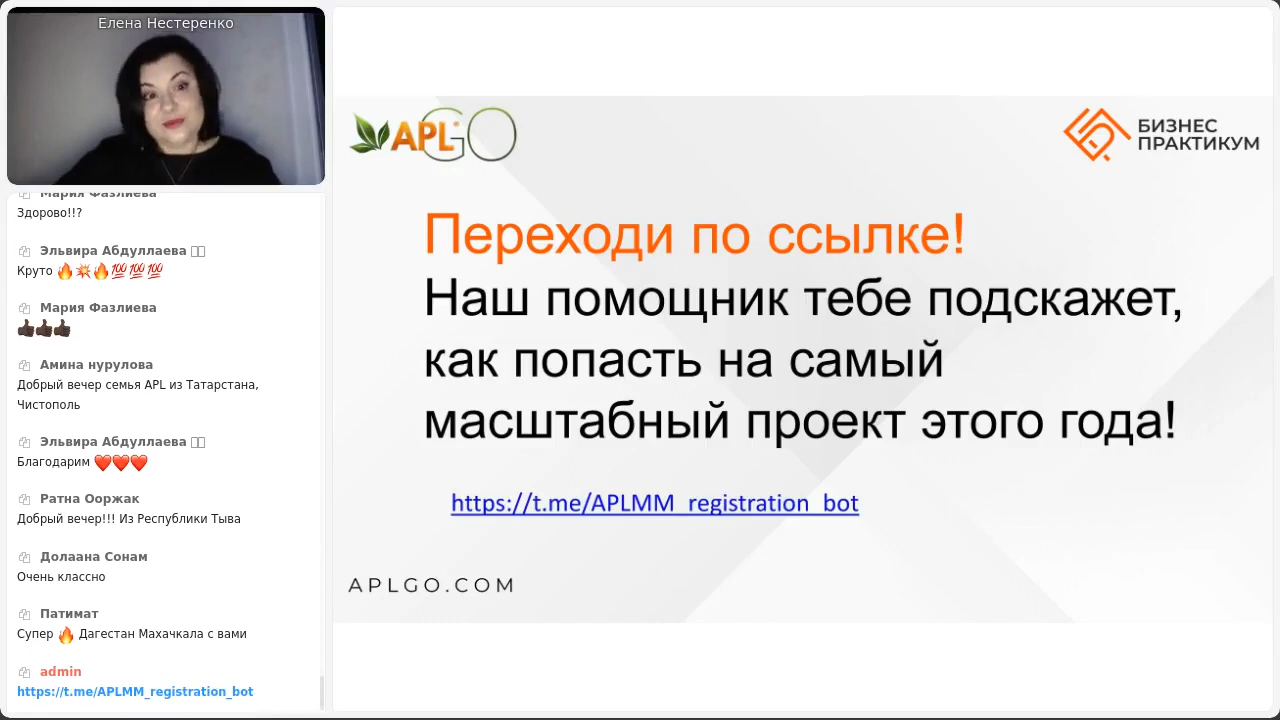 Елена Нестеренко
Мария Фазлиева
Здорово!!?
Эльвира Абдуллаева
Круто 🔥💥🔥💯💯💯
Мария Фазлиева
👍🏿👍🏿👍🏿
Амина нурулова
Добрый вечер семья APL из Татарстана,
Чистополь
Эльвира Абдуллаева
Благодарим ❤️❤️❤️
Ратна Ооржак
Добрый вечер!!! Из Республики Тыва
Долаана Сонам
Очень классно
Патимат
Супер 🔥 Дагестан Махачкала с вами
admin
https://t.me/APLMM_registration_bot
APLGO
БИЗНЕС
ПРАКТИКУМ
Переходи по ссылке!
Наш помощник тебе подскажет,
как попасть на самый
масштабный проект этого года!
https://t.me/APLMM_registration_bot
APLGO.COM